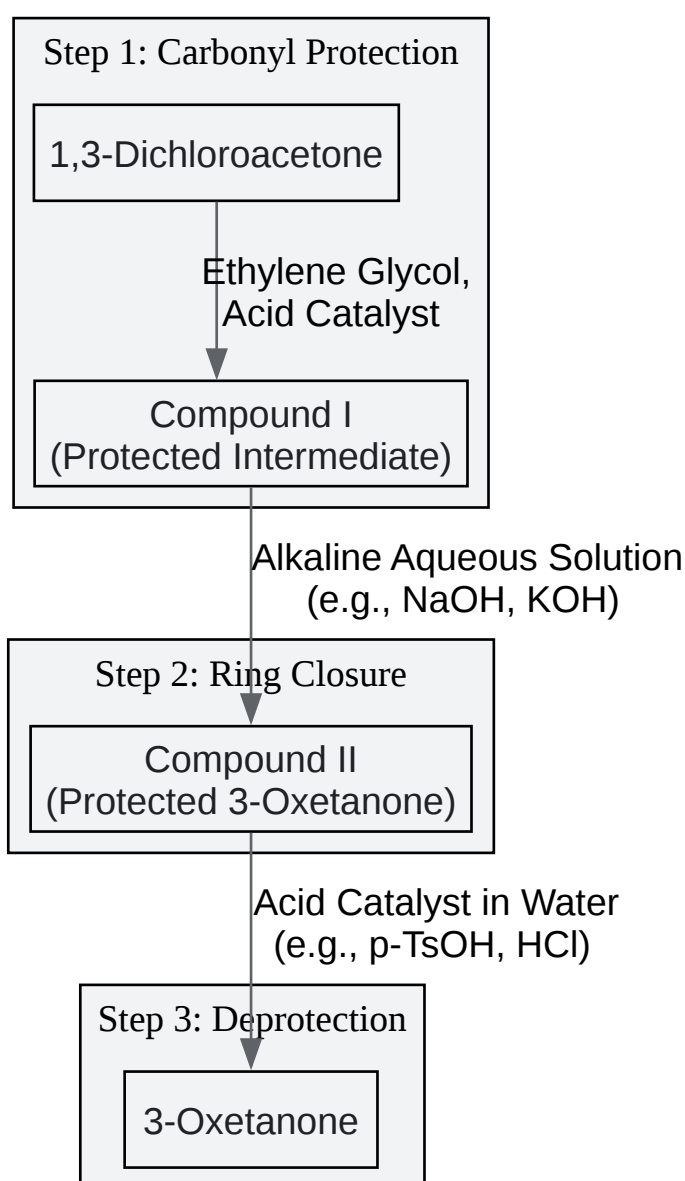 Step 1: Carbonyl Protection
1,3-Dichloroacetone
Ethylene Glycol,
Acid Catalyst
Compound I
(Protected Intermediate)
Alkaline Aqueous Solution
(e.g., NaOH, KOH)
Step 2: Ring Closure
Compound II
(Protected 3-Oxetanone)
Acid Catalyst in Water
(e.g., p-TsOH, HCl)
Step 3: Deprotection
3-Oxetanone